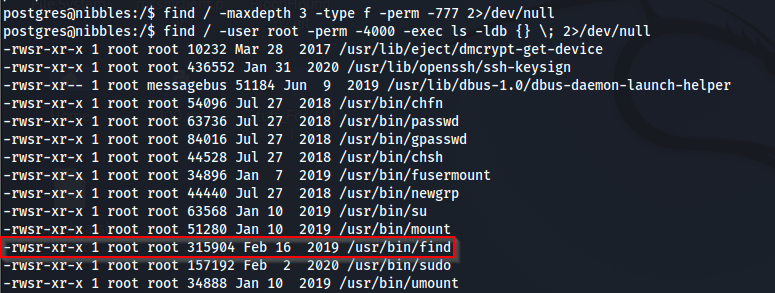 postgres@nibbles:/$ find / -maxdepth 3 -type f -perm -777 2>/dev/null
postgres@nibbles:/$ find / -user root -perm -4000 -exec ls -ldb {} \; 2>/dev/null
-rwsr-xr-x 1 root root 10232 Mar 28  2017 /usr/lib/eject/dmcrypt-get-device
-rwsr-xr-x 1 root root 436552 Jan 31  2020 /usr/lib/openssh/ssh-keysign
-rwsr-xr-- 1 root messagebus 51184 Jun  9  2019 /usr/lib/dbus-1.0/dbus-daemon-launch-helper
-rwsr-xr-x 1 root root 54096 Jul 27  2018 /usr/bin/chfn
-rwsr-xr-x 1 root root 63736 Jul 27  2018 /usr/bin/passwd
-rwsr-xr-x 1 root root 84016 Jul 27  2018 /usr/bin/gpasswd
-rwsr-xr-x 1 root root 44528 Jul 27  2018 /usr/bin/chsh
-rwsr-xr-x 1 root root 34896 Jan  7  2019 /usr/bin/fusermount
-rwsr-xr-x 1 root root 44440 Jul 27  2018 /usr/bin/newgrp
-rwsr-xr-x 1 root root 63568 Jan 10  2019 /usr/bin/su
-rwsr-xr-x 1 root root 51280 Jan 10  2019 /usr/bin/mount
-rwsr-xr-x 1 root root 315904 Feb 16  2019 /usr/bin/find
-rwsr-xr-x 1 root root 157192 Feb  2  2020 /usr/bin/sudo
-rwsr-xr-x 1 root root 34888 Jan 10  2019 /usr/bin/umount